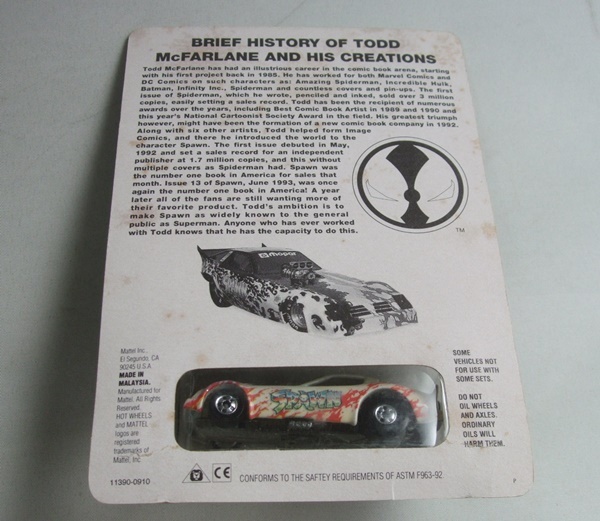 BRIEF HISTORY OF TODD
McFARLANE AND HIS CREATIONS
Todd McFarlane has had an illustrious career in the comic book arena, starting
with his first project back in 1985. He has worked for both Marvel Comics and
DC Comics on such characters as: Amazing Spiderman, Incredible Hulk,
Batman, Infinity Inc., Spiderman and countless covers and pin-ups. The first
issue of Spiderman, which he wrote, penciled and inked, sold over 3 million
copies, easily setting a sales record. Todd has been the recipient of numerous
awards over the years, including Best Comic Book Artist in 1989 and 1990 and
this year's National Cartoonist Society Award in the field. His greatest triumph
however, might have been the formation of a new comic book company in 1992.
Along with six other artists, Todd helped form Image
Comics, and there he introduced to the world to the
character Spawn. The first issue debuted in May,
1992 and set a sales record for an independent
publisher at 1.7 million copies, and this without
multiple covers as Spiderman had. Spawn was
the number one book in America for sales that
month. Issue 13 of Spawn, June 1993, was once
again the number one book in America! A year
later all of the fans are still wanting more of
their favorite product. Todd's ambition is to
make Spawn as widely known to the general
public as Superman. Anyone who has ever worked
with Todd knows that he has the capacity to do this.
TM
mopar
Mattel Inc.
El Segundo, CA
90245 U.S.A.
MADE IN
MALAYSIA.
Manufactured for
Mattel. All Rights
Reserved.
HOT WHEELS
and MATTEL
logos are
registered
trademarks of
Mattel, Inc.
11390-0910
SPAWN
SOME
VEHICLES NOT
FOR USE WITH
SOME SETS.
DO NOT
OIL WHEELS
AND AXLES.
ORDINARY
OILS WILL
HARM THEM.
CE CONFORMS TO THE SAFTEY REQUIREMENTS OF ASTM F963-92.